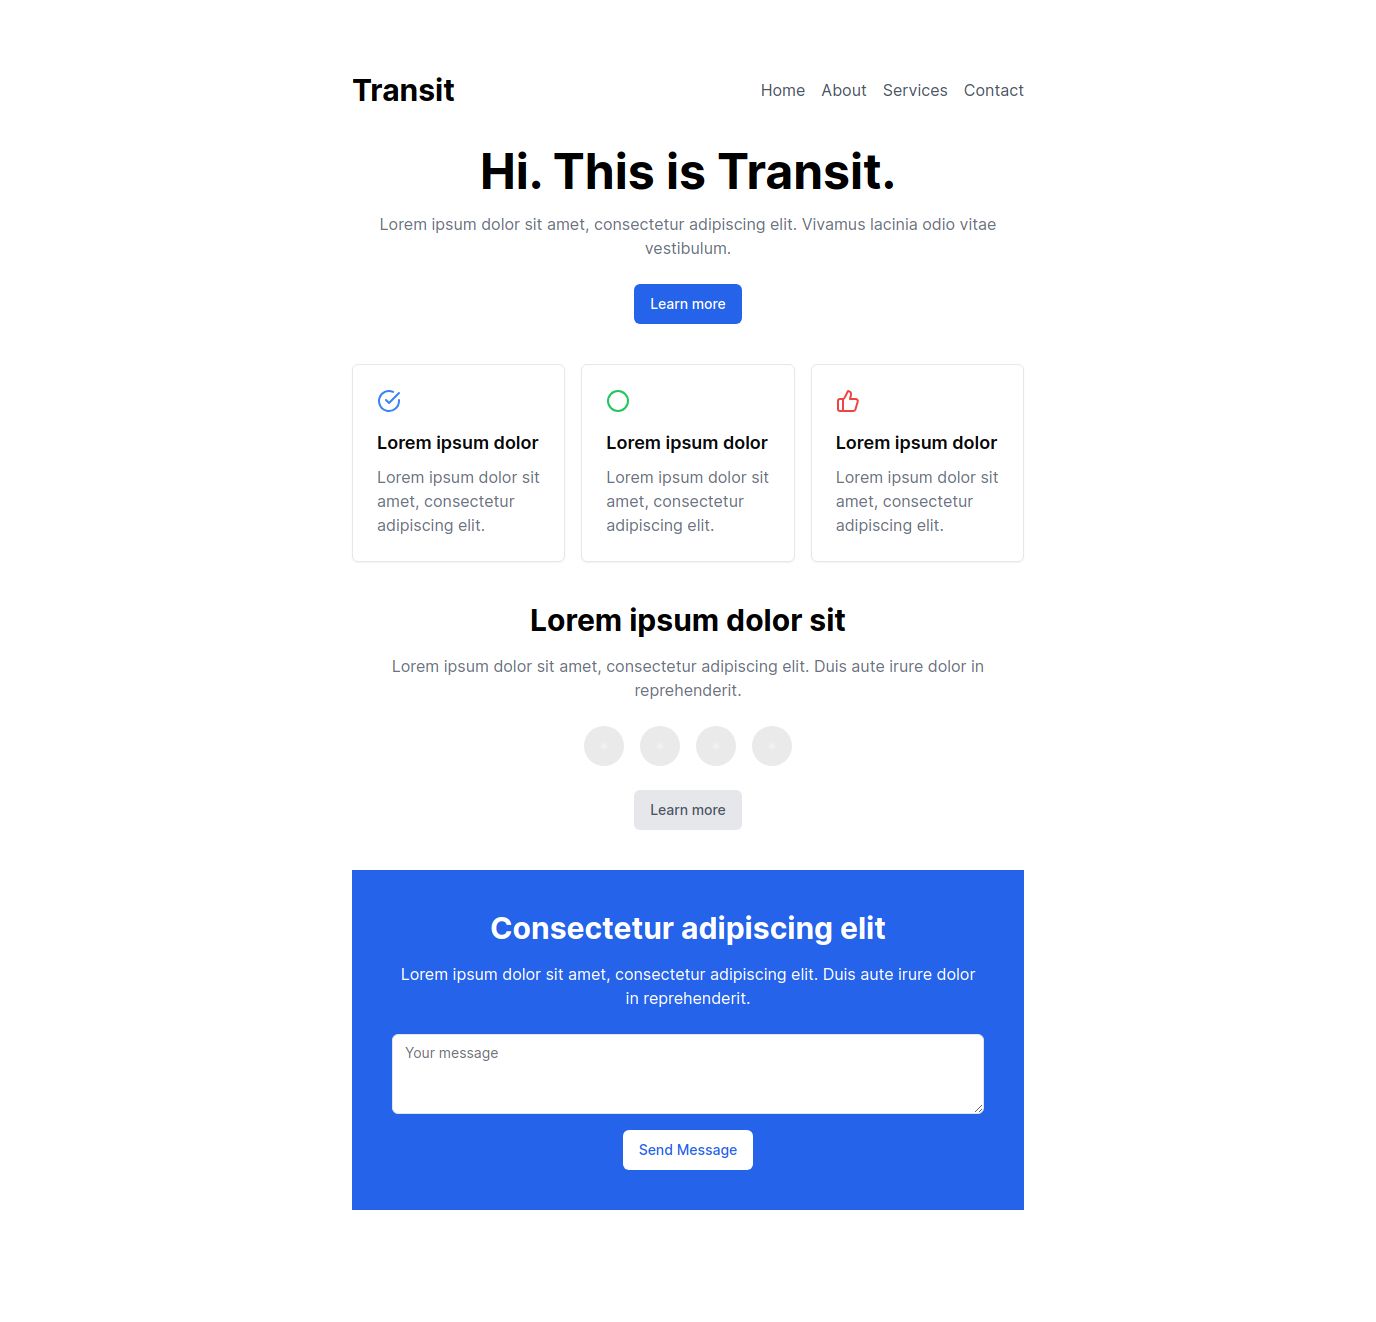 Transit
Home About Services Contact
Hi. This is Transit.
Lorem ipsum dolor sit amet, consectetur adipiscing elit. Vivamus lacinia odio vitae
vestibulum.
Learn more
Lorem ipsum dolor
Lorem ipsum dolor sit
amet, consectetur
adipiscing elit.
Lorem ipsum dolor
Lorem ipsum dolor sit
amet, consectetur
adipiscing elit.
Lorem ipsum dolor
Lorem ipsum dolor sit
amet, consectetur
adipiscing elit.
Lorem ipsum dolor sit
Lorem ipsum dolor sit amet, consectetur adipiscing elit. Duis aute irure dolor in
reprehenderit.
Learn more
Consectetur adipiscing elit
Lorem ipsum dolor sit amet, consectetur adipiscing elit. Duis aute irure dolor
in reprehenderit.
Your message
Send Message